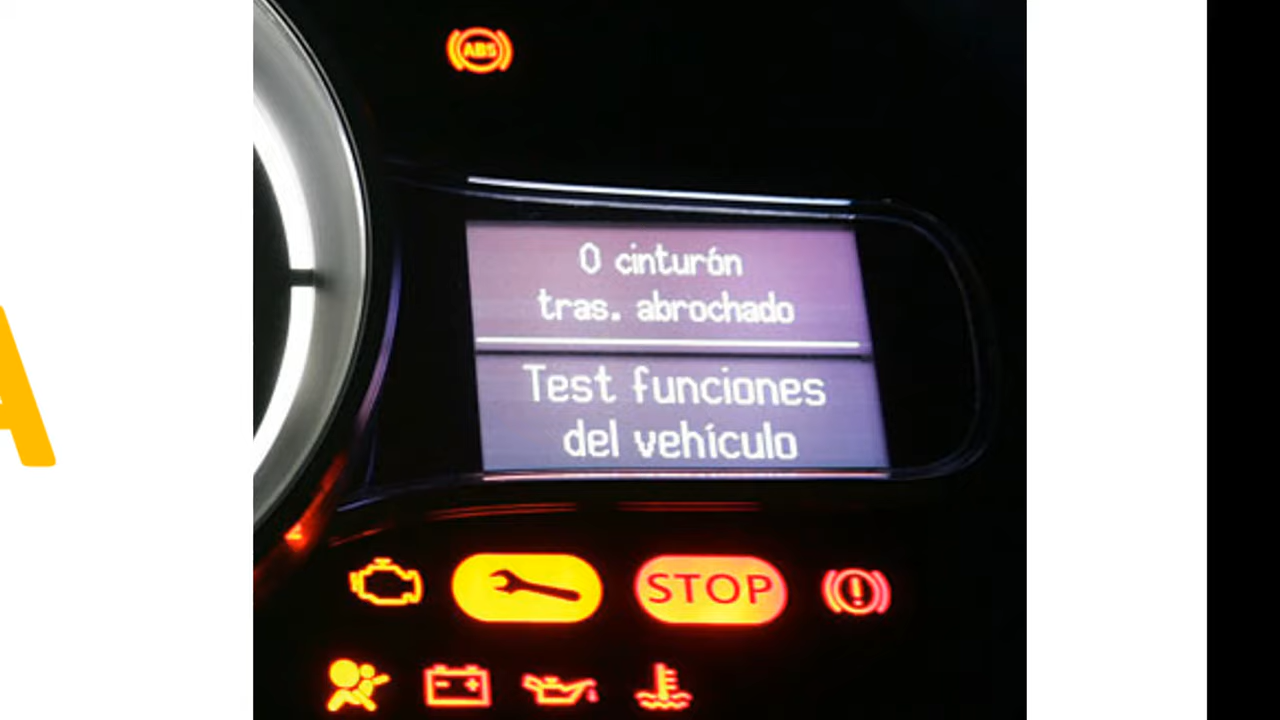 ABS
0 cinturón
tras. abrochado
Test funciones
del vehículo
STOP
A